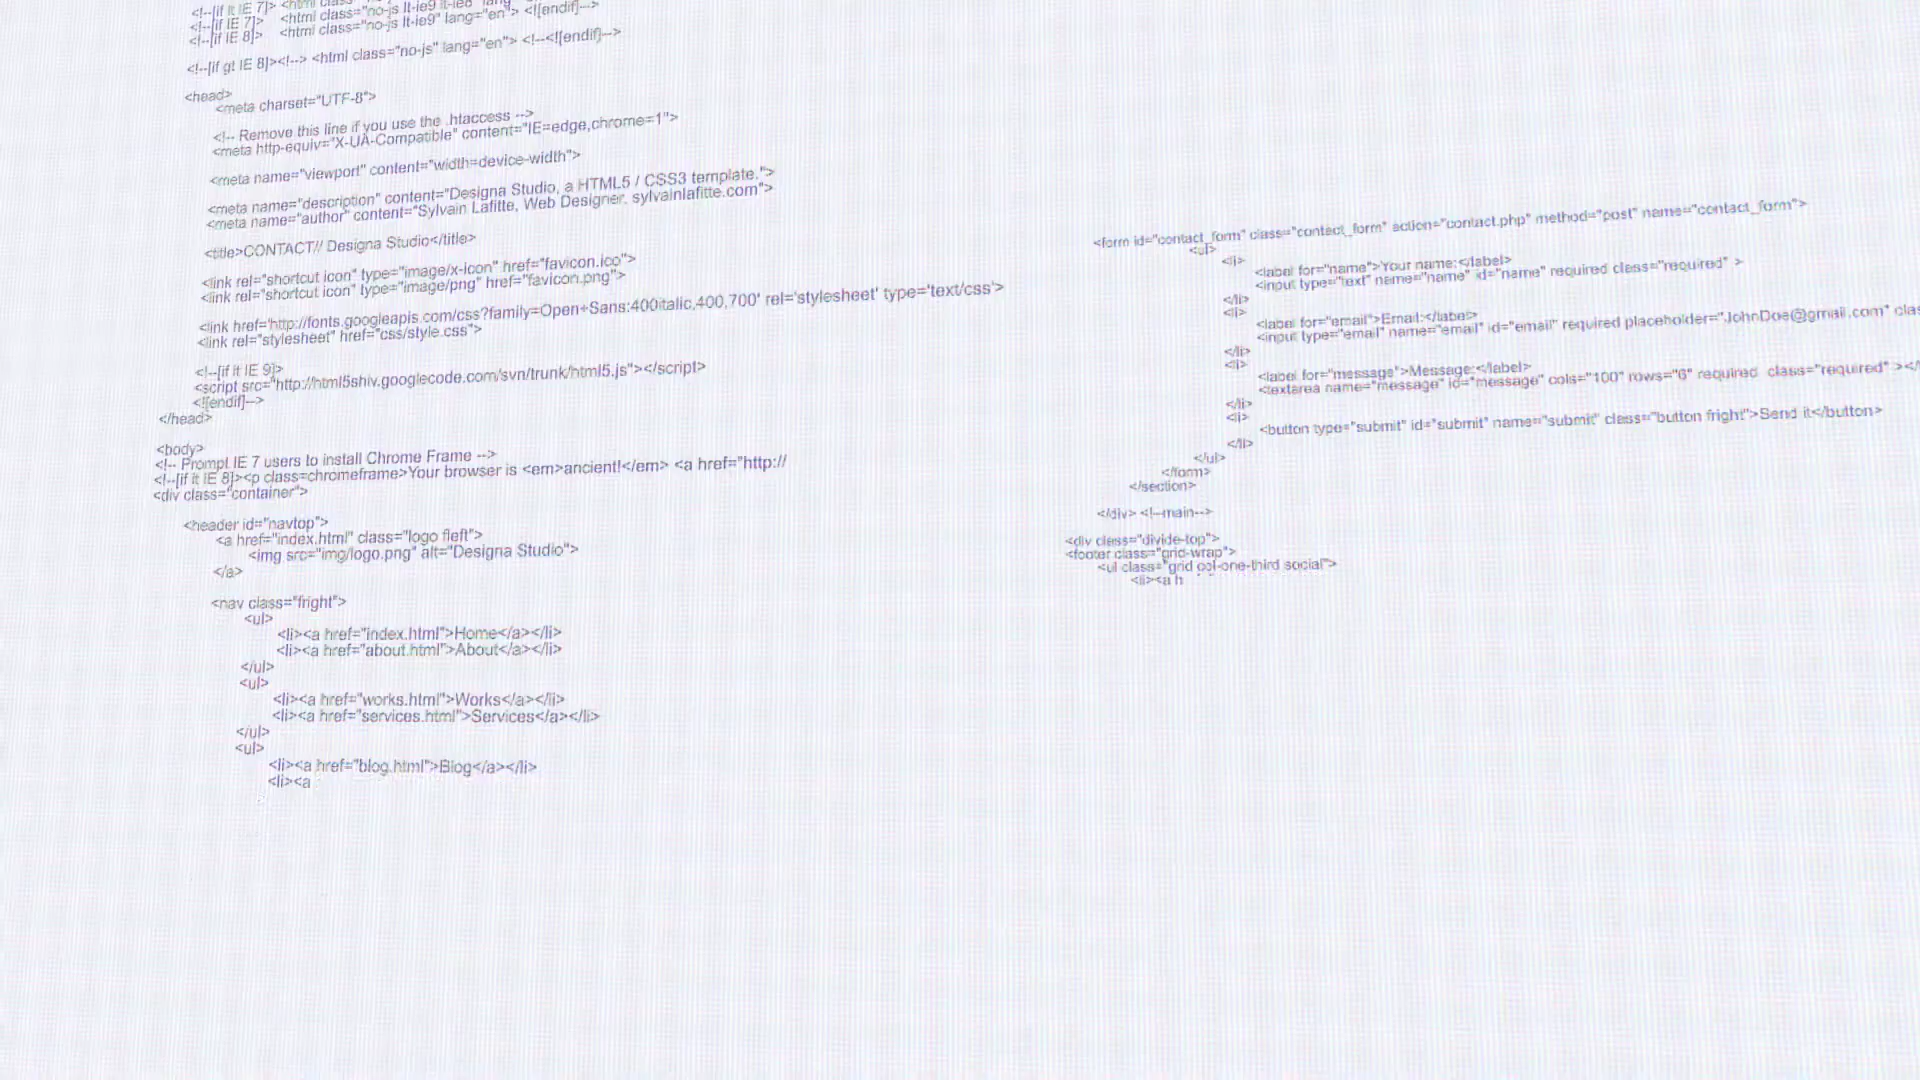 <!--[if lt IE 7]> <html class="no-js lt-ie9 lt-ie8 lang
<!--[if IE 7]> <html class="no-js lt-ie9 lt-ie8" lang
<!--[if IE 8]> <html class="no-js lt-ie9" lang="en"> <![endif]-->
<!--[if gt IE 8]><!--> <html class="no-js" lang="en"> <!--<![endif]-->
<head>
<meta charset="UTF-8">
<!-- Remove this line if you use the .htaccess -->
<meta http-equiv="X-UA-Compatible" content="IE=edge,chrome=1">
<meta name="viewport" content="width=device-width">
<meta name="description" content="Designa Studio, a HTML5 / CSS3 template.">
<meta name="author" content="Sylvain Lafitte, Web Designer, sylvainlafitte.com">
<title>CONTACT// Designa Studio</title>
<link rel="shortcut icon" type="image/x-icon" href="favicon.ico">
<link rel="shortcut icon" type="image/png" href="favicon.png">
<link href='http://fonts.googleapis.com/css?family=Open+Sans:400italic,400,700' rel='stylesheet' type='text/css'>
<link rel="stylesheet" href="css/style.css">
<!--[if lt IE 9]>
<script src="http://html5shiv.googlecode.com/svn/trunk/html5.js"></script>
<![endif]-->
</head>
<body>
<!-- Prompt IE 7 users to install Chrome Frame -->
<!--[if lt IE 8]><p class=chromeframe>Your browser is <em>ancient!</em> <a href="http://
<div class="container">
<header id="navtop">
<a href="index.html" class="logo fleft">
<img src="img/logo.png" alt="Designa Studio">
</a>
<nav class="fright">
<ul>
<li><a href="index.html">Home</a></li>
<li><a href="about.html">About</a></li>
</ul>
<ul>
<li><a href="works.html">Works</a></li>
<li><a href="services.html">Services</a></li>
</ul>
<ul>
<li><a href="blog.html">Blog</a></li>
<li><a
<form id="contact_form" class="contact_form" action="contact.php" method="post" name="contact_form">
<ul>
<li>
<label for="name">Your name:</label>
<input type="text" name="name" id="name" required class="required" >
</li>
<li>
<label for="email">Email:</label>
<input type="email" name="email" id="email" required placeholder="JohnDoe@gmail.com" clas
</li>
<li>
<label for="message">Message:</label>
<textarea name="message" id="message" cols="100" rows="6" required class="required" ></
</li>
<li>
<button type="submit" id="submit" name="submit" class="button fright">Send it</button>
</li>
</ul>
</form>
</section>
</div> <!--main-->
<div class="divide-top">
<footer class="grid-wrap">
<ul class="grid col-one-third social">
<li><a h